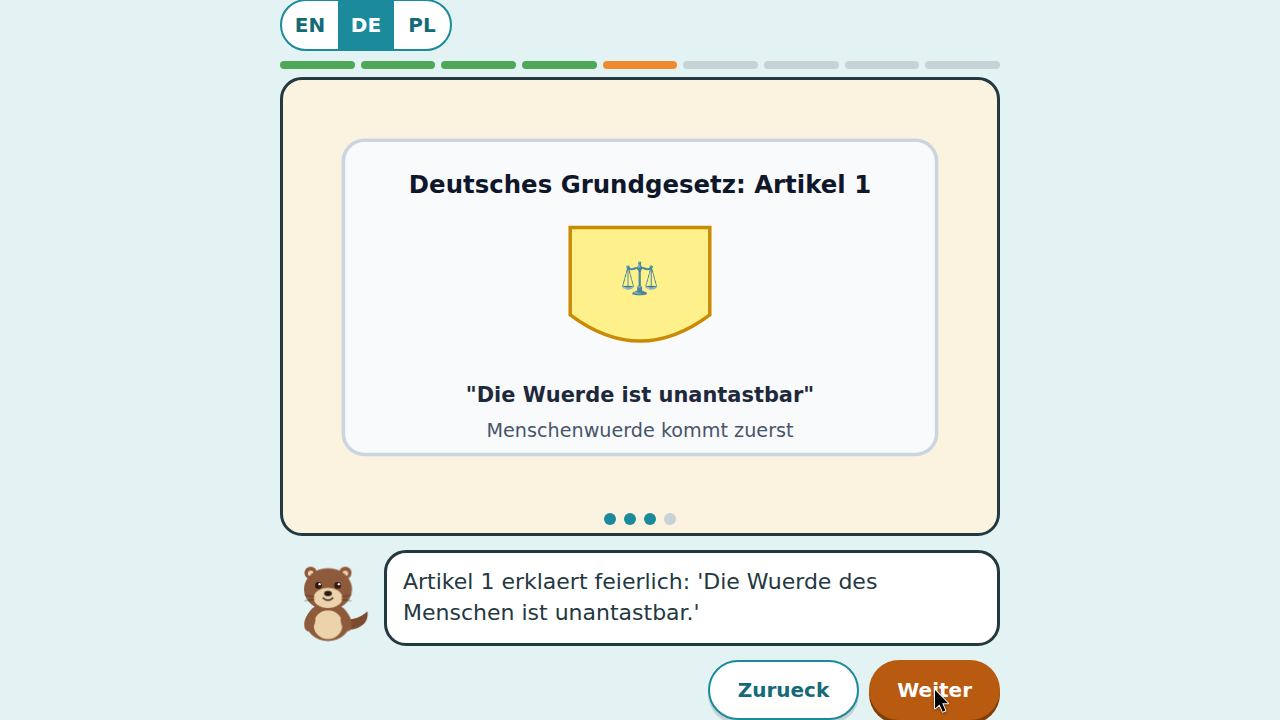 EN DE PL
Deutsches Grundgesetz: Artikel 1
"Die Wuerde ist unantastbar"
Menschenwuerde kommt zuerst
Artikel 1 erklaert feierlich: 'Die Wuerde des
Menschen ist unantastbar.'
Zurueck Weiter